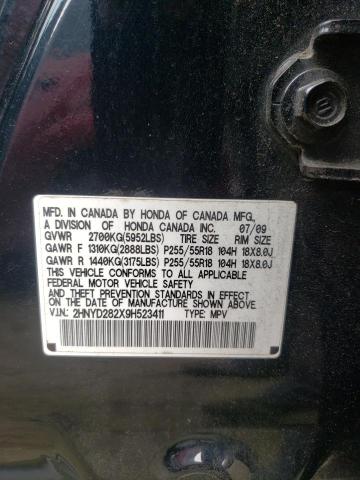 MFD. IN CANADA BY HONDA OF CANADA MFG.,
A DIVISION OF HONDA CANADA INC. 07/09
GVWR 2700KG(5952LBS) TIRE SIZE RIM SIZE
GAWR F 1310KG(2888LBS) P255/55R18 104H 18X8.0J
GAWR R 1440KG(3175LBS) P255/55R18 104H 18X8.0J
THIS VEHICLE CONFORMS TO ALL APPLICABLE
FEDERAL MOTOR VEHICLE SAFETY STANDARDS
AND THEFT PREVENTION STANDARDS IN EFFECT
ON THE DATE OF MANUFACTURE SHOWN ABOVE.
V.I.N.: 2HNYD282X9H523411 TYPE: MPV